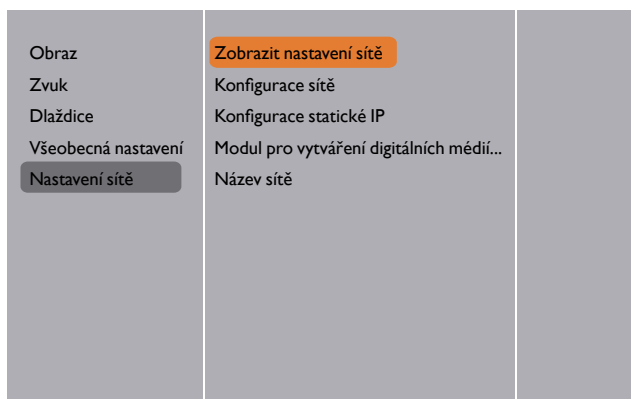 Obraz
Zvuk
Dlaždice
Všeobecná nastavení
Nastavení sítě
Zobrazit nastavení sítě
Konfigurace sítě
Konfigurace statické IP
Modul pro vytváření digitálních médií...
Název sítě